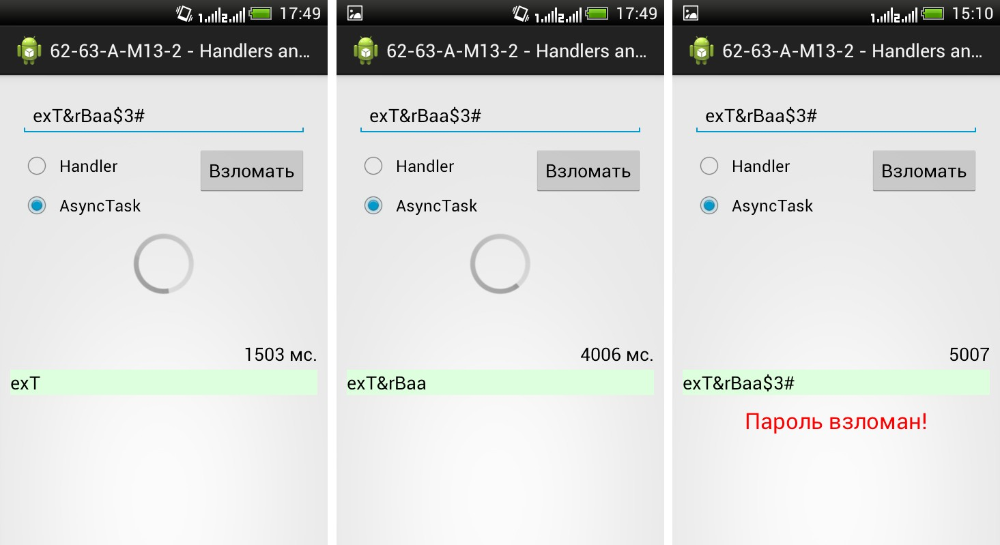 17:49
62-63-A-M13-2 - Handlers an...
exT&rBaa$3#
Handler
Взломать
AsyncTask
1503 мс.
exT
17:49
62-63-A-M13-2 - Handlers an...
exT&rBaa$3#
Handler
Взломать
AsyncTask
4006 мс.
exT&rBaa
15:10
62-63-A-M13-2 - Handlers an...
exT&rBaa$3#
Handler
Взломать
AsyncTask
5007
exT&rBaa$3#
Пароль взломан!